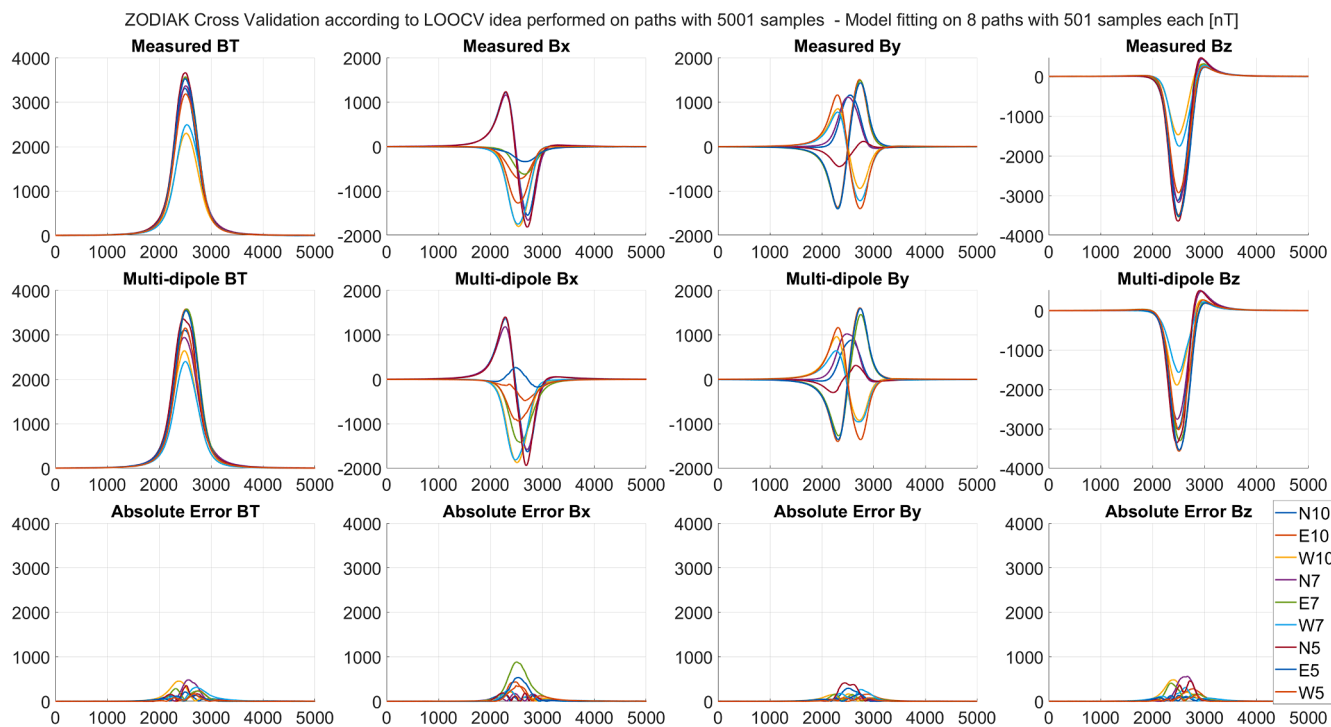 ZODIAK Cross Validation according to LOOCV idea performed on paths with 5001 samples  - Model fitting on 8 paths with 501 samples each [nT]
Measured BT
4000
3000
2000
1000
0
0 1000 2000 3000 4000 5000
Measured Bx
2000
1000
0
-1000
-2000
0 1000 2000 3000 4000 5000
Measured By
2000
1000
0
-1000
-2000
0 1000 2000 3000 4000 5000
Measured Bz
0
-1000
-2000
-3000
-4000
0 1000 2000 3000 4000 5000
Multi-dipole BT
4000
3000
2000
1000
0
0 1000 2000 3000 4000 5000
Multi-dipole Bx
2000
1000
0
-1000
-2000
0 1000 2000 3000 4000 5000
Multi-dipole By
2000
1000
0
-1000
-2000
0 1000 2000 3000 4000 5000
Multi-dipole Bz
0
-1000
-2000
-3000
-4000
0 1000 2000 3000 4000 5000
Absolute Error BT
4000
3000
2000
1000
0
0 1000 2000 3000 4000 5000
Absolute Error Bx
4000
3000
2000
1000
0
0 1000 2000 3000 4000 5000
Absolute Error By
4000
3000
2000
1000
0
0 1000 2000 3000 4000 5000
Absolute Error Bz
4000
3000
2000
1000
0
0 1000 2000 3000 4000 5000
N10
E10
W10
N7
E7
W7
N5
E5
W5